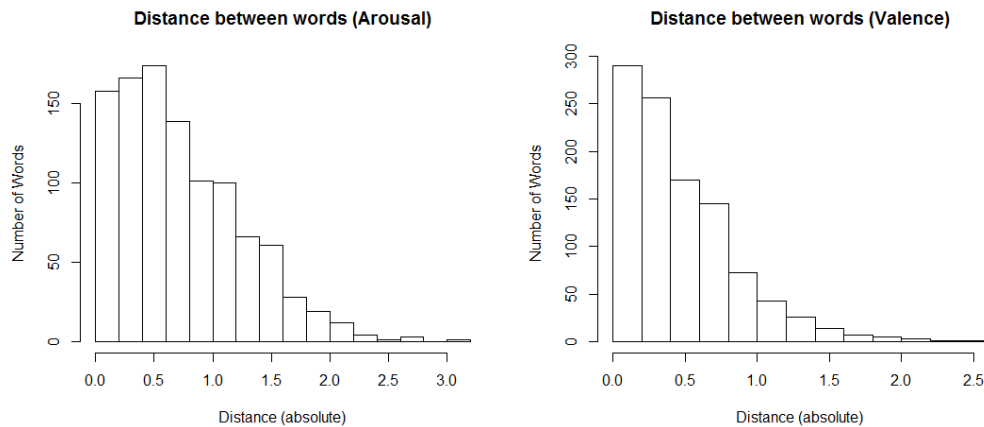 Distance between words (Arousal)
Number of Words
0
50
100
150
0.0 0.5 1.0 1.5 2.0 2.5 3.0
Distance (absolute)
Distance between words (Valence)
Number of Words
0
50
100
150
200
250
300
0.0 0.5 1.0 1.5 2.0 2.5
Distance (absolute)